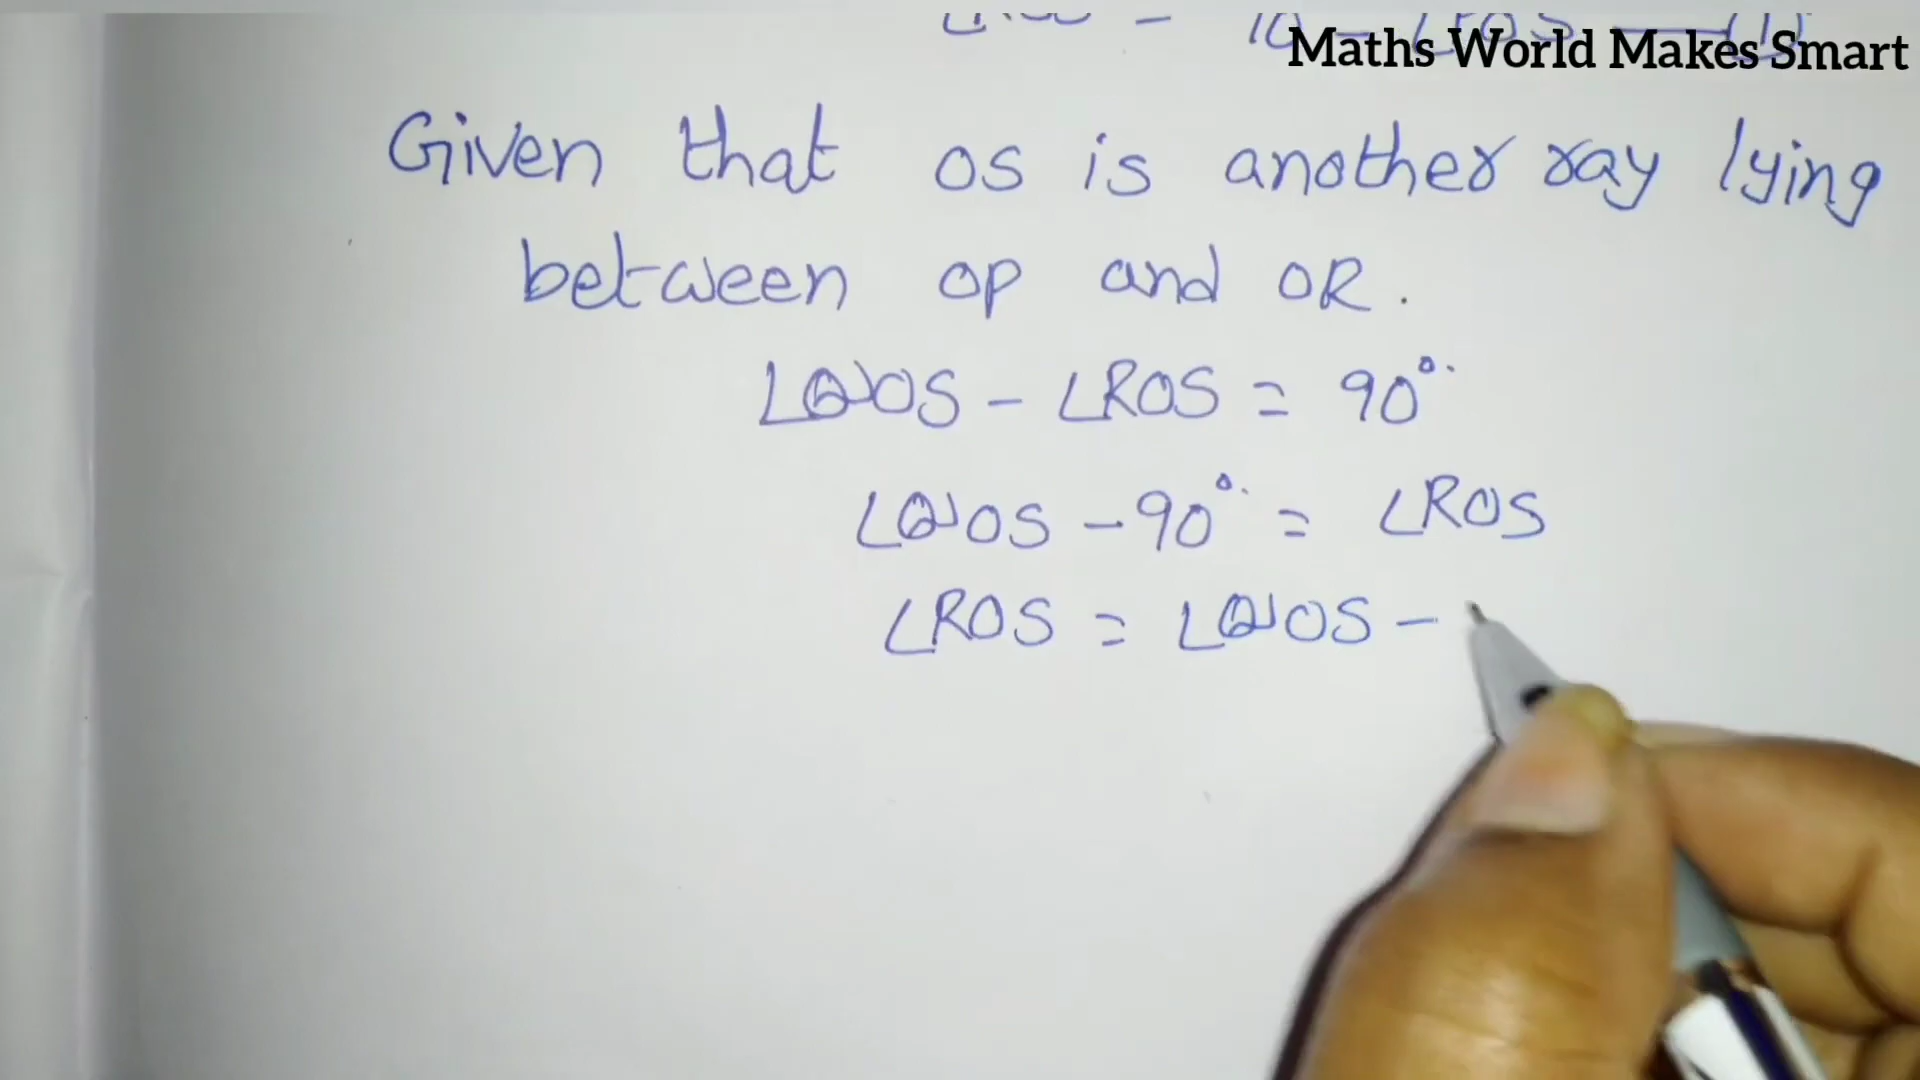 Maths World Makes Smart
Given that OS is another ray lying
between OP and OR.
∠QOS - ∠ROS = 90°.
∠QOS - 90°. = ∠ROS
∠ROS = ∠QOS -